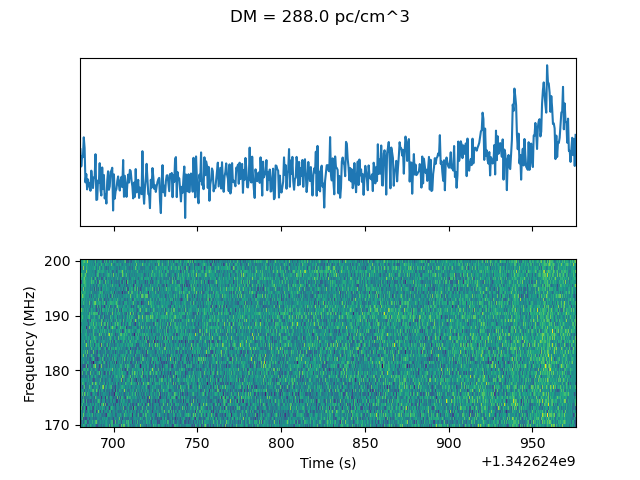 DM = 288.0 pc/cm^3
200
190
180
170
Frequency (MHz)
700 750 800 850 900 950
Time (s)
+1.342624e9